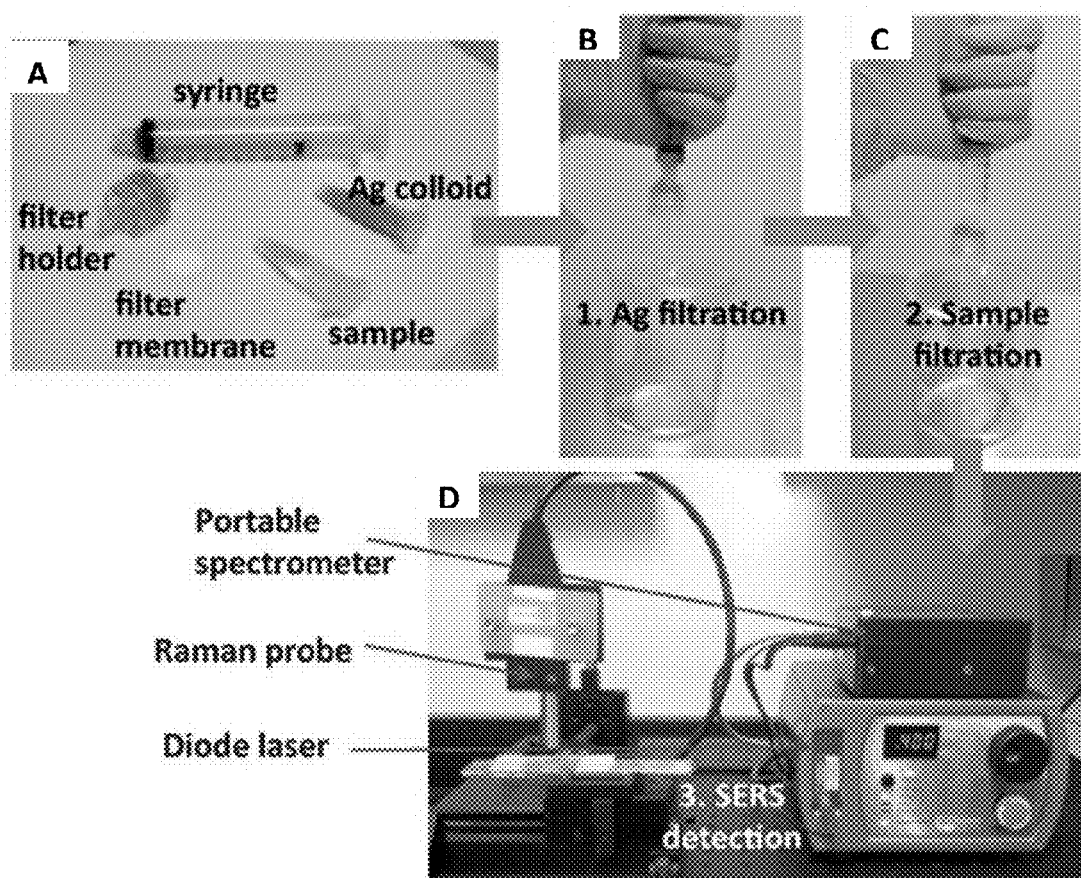 A
syringe
Ag colloid
filter
holder
filter
membrane
sample
B
1. Ag filtration
C
2. Sample
filtration
D
Portable
spectrometer
Raman probe
Diode laser
3. SERS
detection